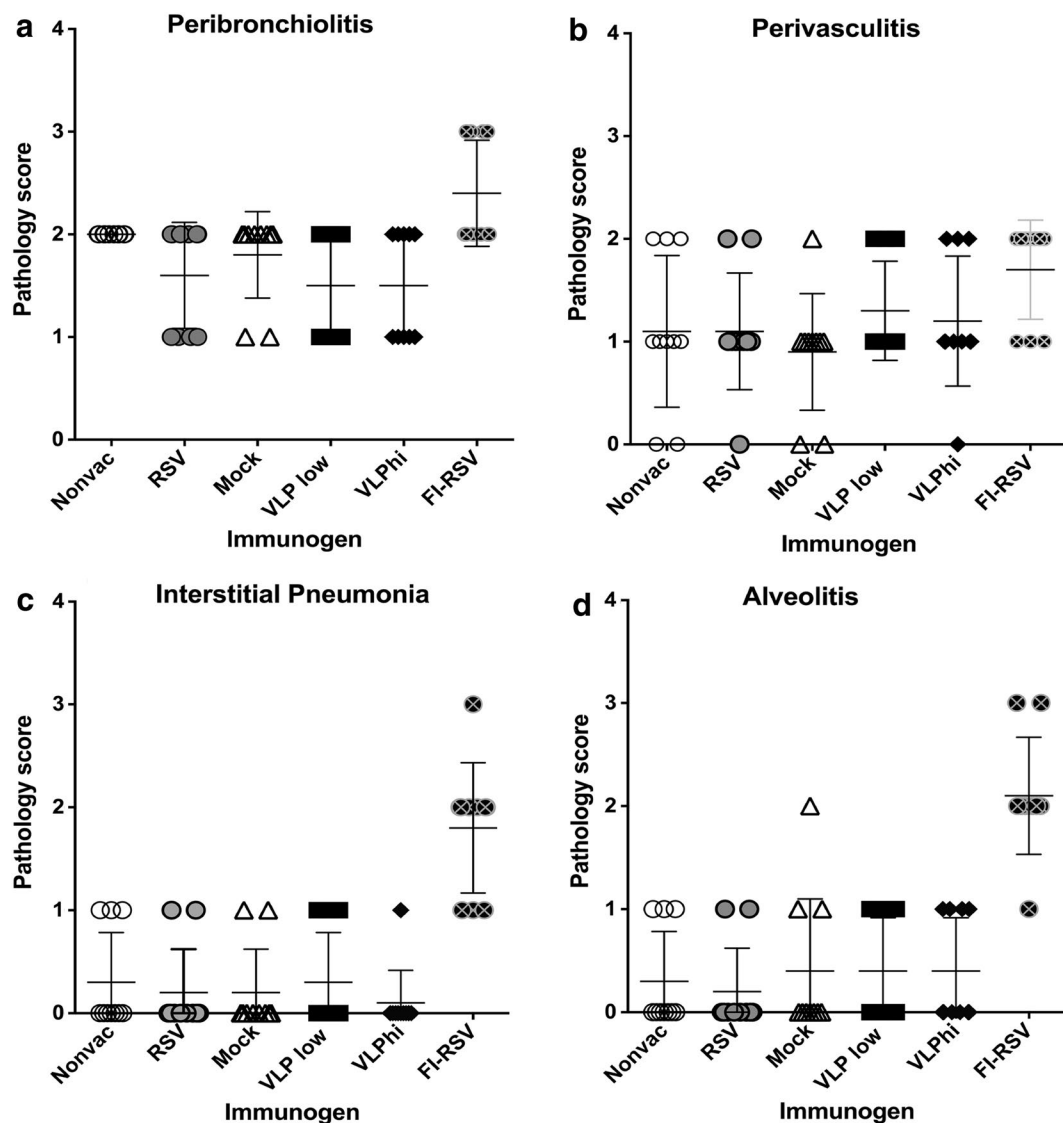 a Peribronchiolitis
4
3
2
1
0
Pathology score
Nonvac
RSV
Mock
VLP low
VLPhi
FI-RSV
Immunogen
b Perivasculitis
4
3
2
1
0
Pathology score
Nonvac
RSV
Mock
VLP low
VLPhi
FI-RSV
Immunogen
c Interstitial Pneumonia
4
3
2
1
0
Pathology score
Nonvac
RSV
Mock
VLP low
VLPhi
FI-RSV
Immunogen
d Alveolitis
4
3
2
1
0
Pathology score
Nonvac
RSV
Mock
VLP low
VLPhi
FI-RSV
Immunogen